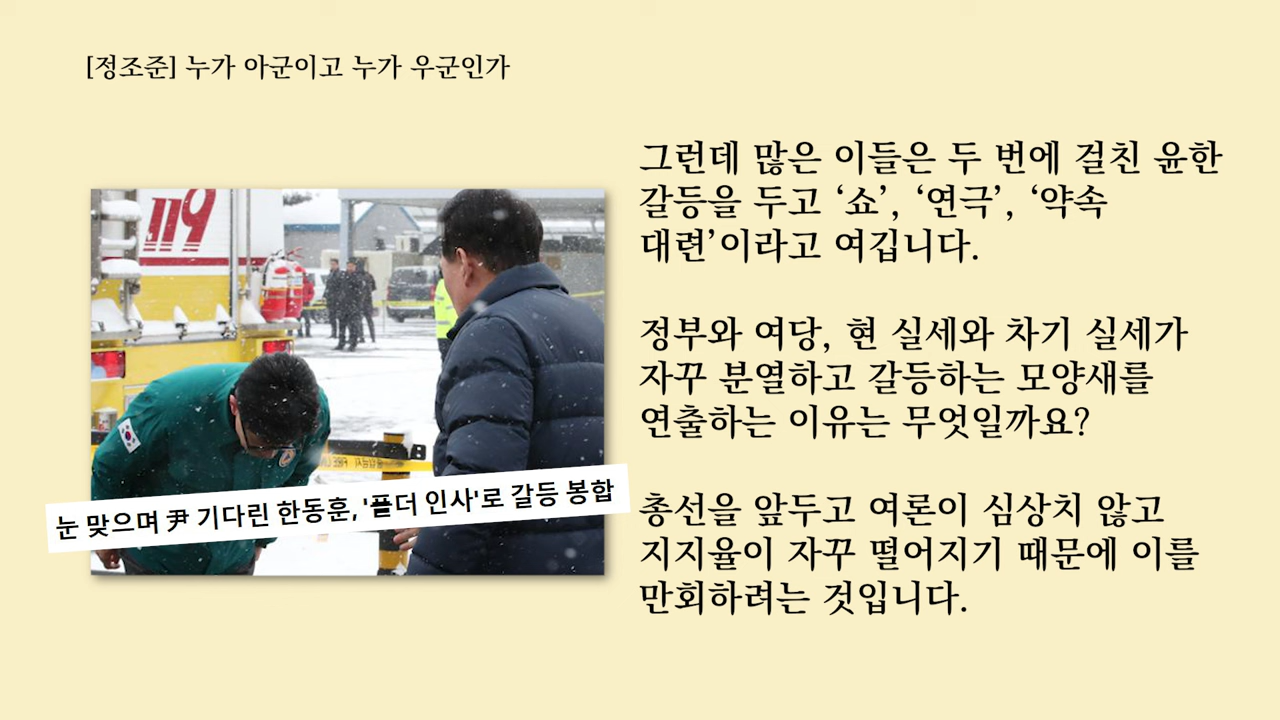 [정조준] 누가 아군이고 누가 우군인가
그런데 많은 이들은 두 번에 걸친 윤한
갈등을 두고 ‘쇼’, ‘연극’, ‘약속
대련’이라고 여깁니다.
정부와 여당, 현 실세와 차기 실세가
자꾸 분열하고 갈등하는 모양새를
연출하는 이유는 무엇일까요?
총선을 앞두고 여론이 심상치 않고
지지율이 자꾸 떨어지기 때문에 이를
만회하려는 것입니다.
119
눈 맞으며 尹 기다린 한동훈, '폴더 인사'로 갈등 봉합